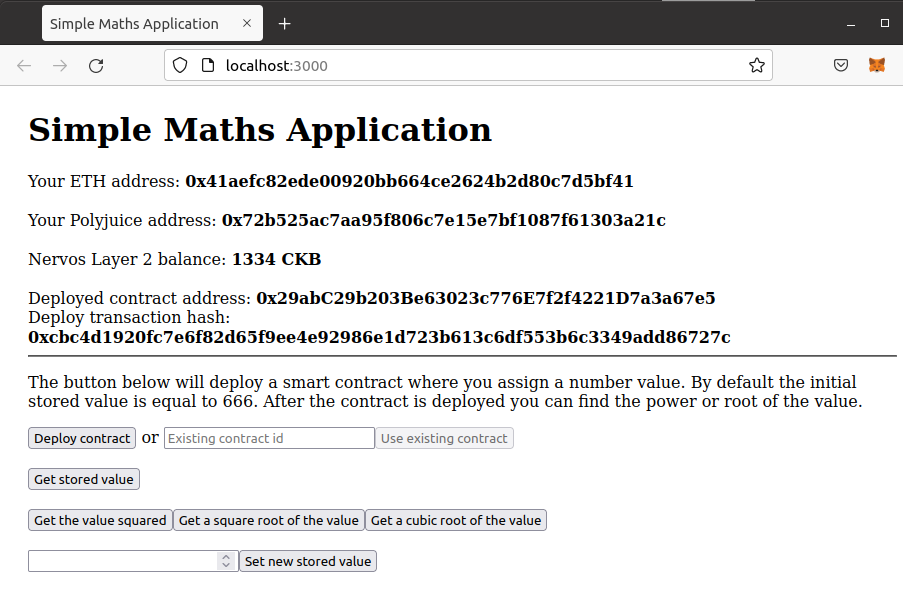 Simple Maths Application
localhost:3000
Simple Maths Application
Your ETH address: 0x41aefc82ede00920bb664ce2624b2d80c7d5bf41
Your Polyjuice address: 0x72b525ac7aa95f806c7e15e7bf1087f61303a21c
Nervos Layer 2 balance: 1334 CKB
Deployed contract address: 0x29abC29b203Be63023c776E7f2f4221D7a3a67e5
Deploy transaction hash:
0xcbc4d1920fc7e6f82d65f9ee4e92986e1d723b613c6df553b6c3349add86727c
The button below will deploy a smart contract where you assign a number value. By default the initial
stored value is equal to 666. After the contract is deployed you can find the power or root of the value.
Deploy contract or Existing contract id Use existing contract
Get stored value
Get the value squared Get a square root of the value Get a cubic root of the value
Set new stored value